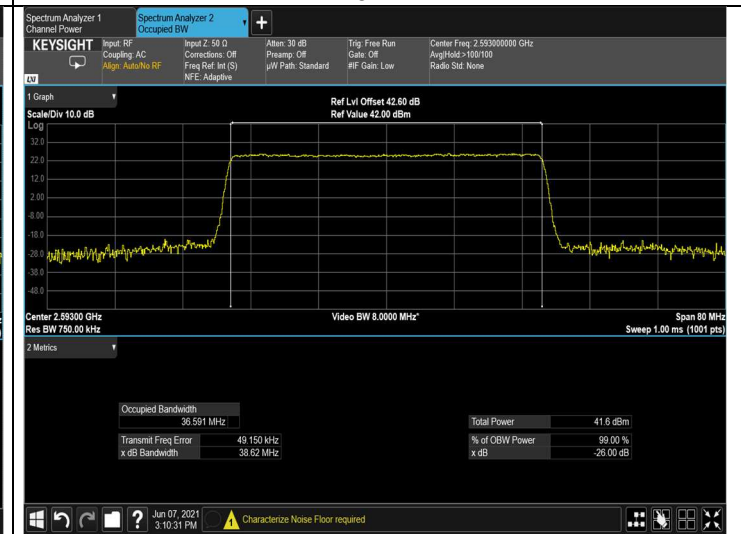 Spectrum Analyzer 1
Channel Power
Spectrum Analyzer 2
Occupied BW
+
KEYSIGHT
LXI
Input: RF
Coupling: AC
Align: Auto/No RF
Input Z: 50 Ω
Corrections: Off
Freq Ref: Int (S)
NFE: Adaptive
Atten: 30 dB
Preamp: Off
µW Path: Standard
Trig: Free Run
Gate: Off
#IF Gain: Low
Center Freq: 2.593000000 GHz
Avg|Hold:>100/100
Radio Std: None
1 Graph
Scale/Div 10.0 dB
Ref Lvl Offset 42.60 dB
Ref Value 42.00 dBm
Log
32.0
22.0
12.0
2.00
-8.00
-18.0
-28.0
-38.0
-48.0
Center 2.59300 GHz
Res BW 750.00 kHz
Video BW 8.0000 MHz*
Span 80 MHz
Sweep 1.00 ms (1001 pts)
2 Metrics
Occupied Bandwidth
36.591 MHz
Transmit Freq Error 49.150 kHz
x dB Bandwidth 38.62 MHz
Total Power 41.6 dBm
% of OBW Power 99.00 %
x dB -26.00 dB
?
Jun 07, 2021
3:10:31 PM
1
Characterize Noise Floor required